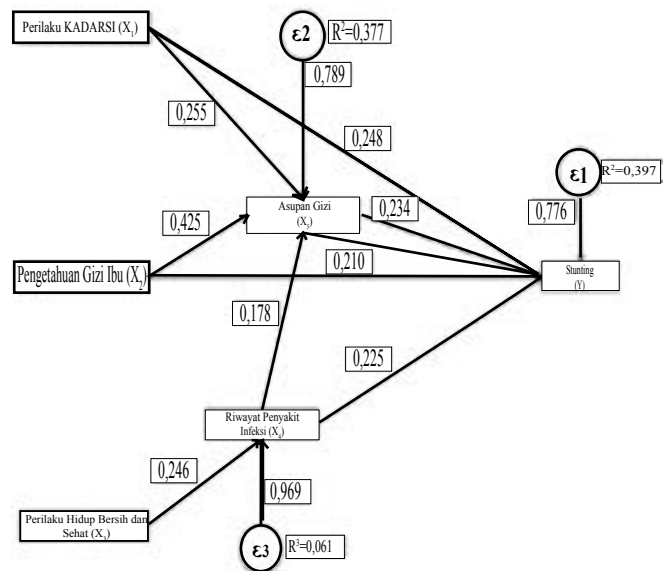 Perilaku KADARSI (X₁)
ε2
R²=0,377
0,789
0,255
0,248
ε1
R²=0,397
0,776
Asupan Gizi
(X₅)
0,234
0,425
Pengetahuan Gizi Ibu (X₂)
0,210
Stunting
(Y)
0,178
0,225
Riwayat Penyakit
Infeksi (X₄)
0,246
0,969
Perilaku Hidup Bersih dan
Sehat (X₃)
ε3
R³=0,061